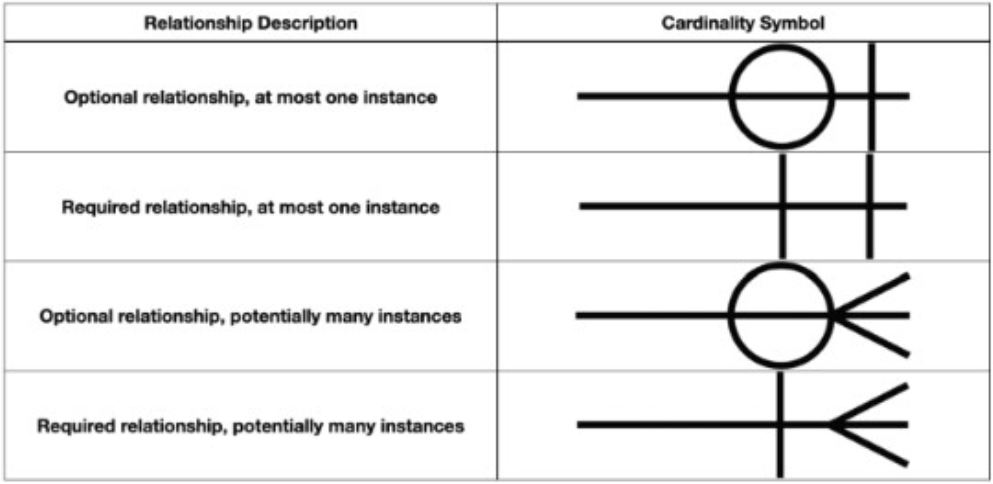 Relationship Description
Cardinality Symbol
Optional relationship, at most one instance
Required relationship, at most one instance
Optional relationship, potentially many instances
Required relationship, potentially many instances